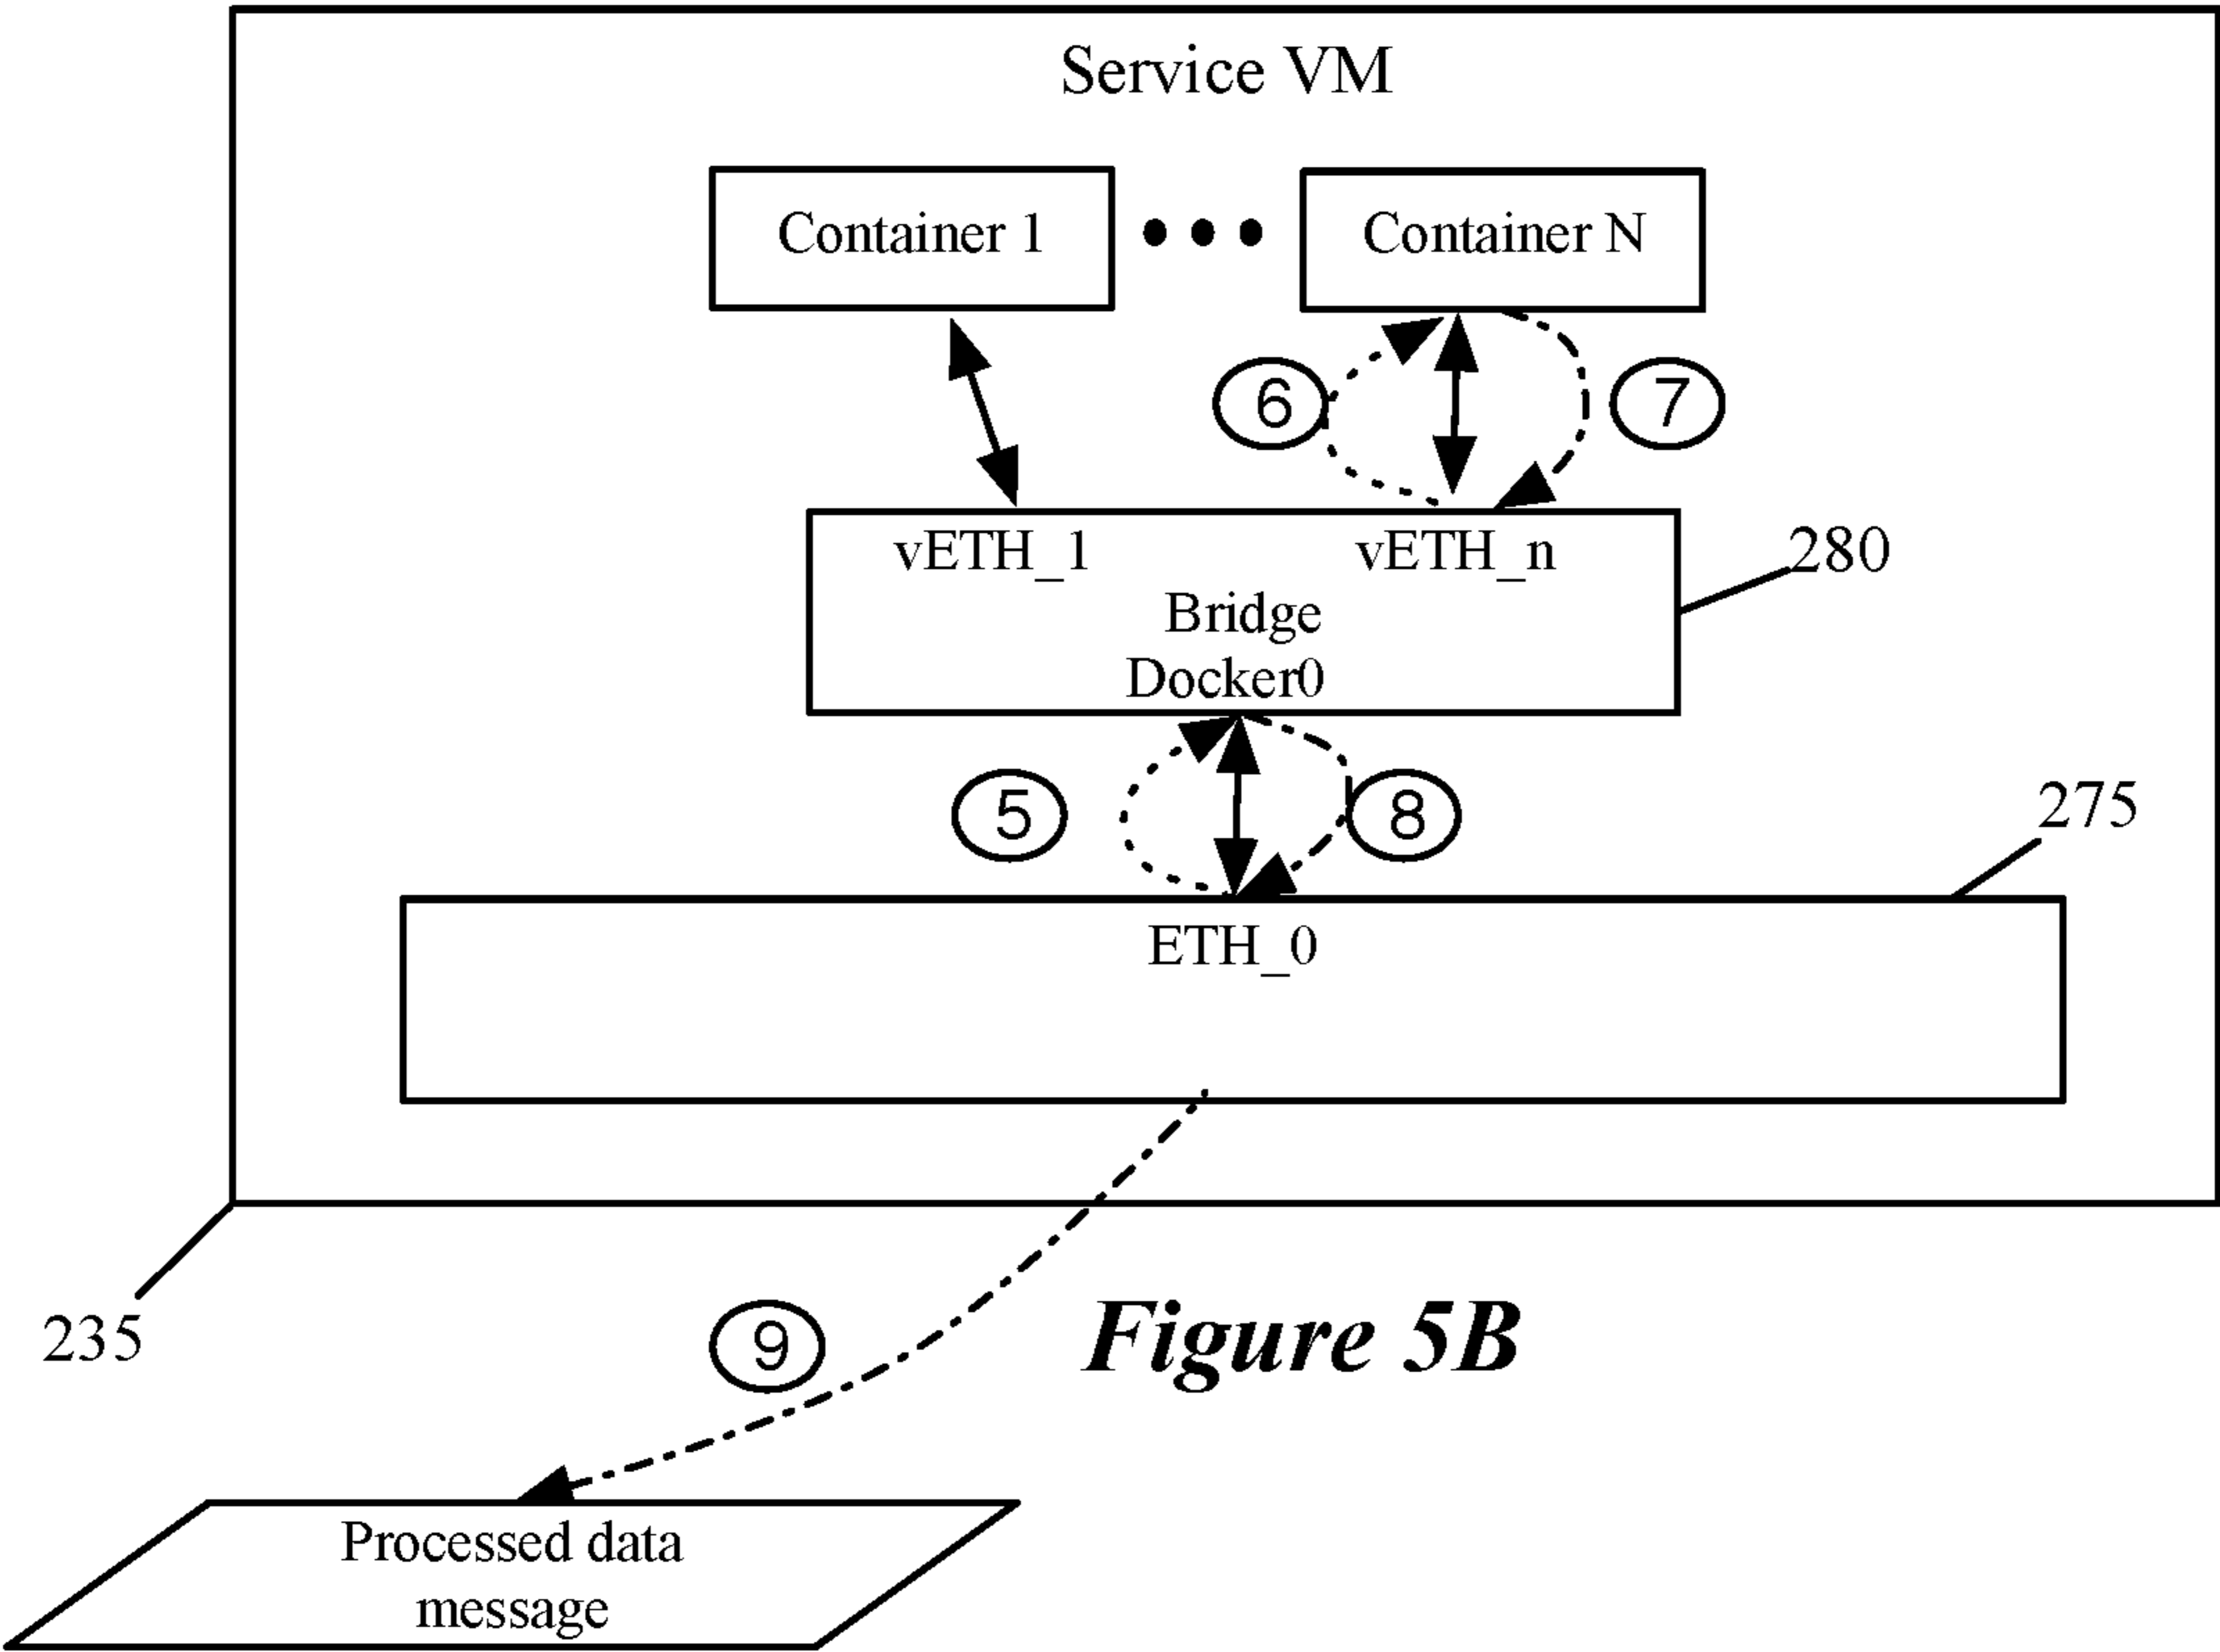 Service VM
Container 1
Container N
6
7
vETH_1
vETH_n
280
Bridge
Docker0
5
8
275
ETH_0
235
9
Figure 5B
Processed data
message